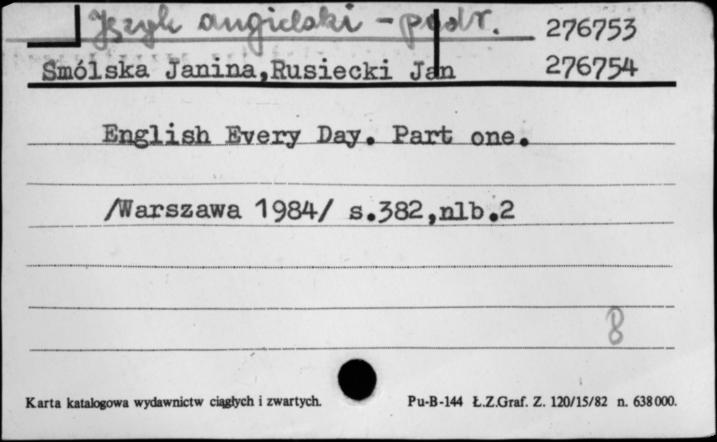 Język angielski - podr. 276753
Smólska Janina,Rusiecki Jan 276754
English Every Day. Part one.
/Warszawa 1984/ s.382,nlb.2
8
Karta katalogowa wydawnictw ciągłych i zwartych. Pu-B-144 Ł.Z.Graf. Z. 120/15/82 n. 638000.